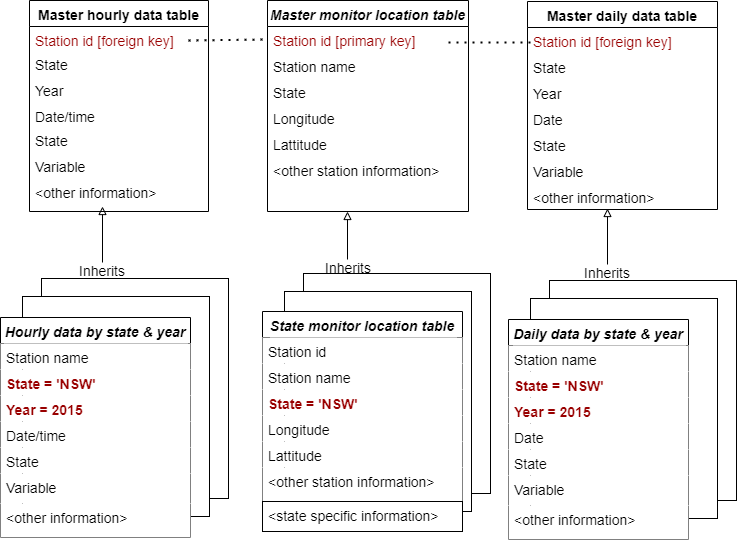 Master hourly data table
Station id [foreign key]
State
Year
Date/time
State
Variable
<other information>
Master monitor location table
Station id [primary key]
Station name
State
Longitude
Lattitude
<other station information>
Master daily data table
Station id [foreign key]
State
Year
Date
State
Variable
<other information>
Inherits
Inherits
Inherits
Hourly data by state & year
Station name
State = 'NSW'
Year = 2015
Date/time
State
Variable
<other information>
State monitor location table
Station id
Station name
State = 'NSW'
Longitude
Lattitude
<other station information>
<state specific information>
Daily data by state & year
Station name
State = 'NSW'
Year = 2015
Date
State
Variable
<other information>